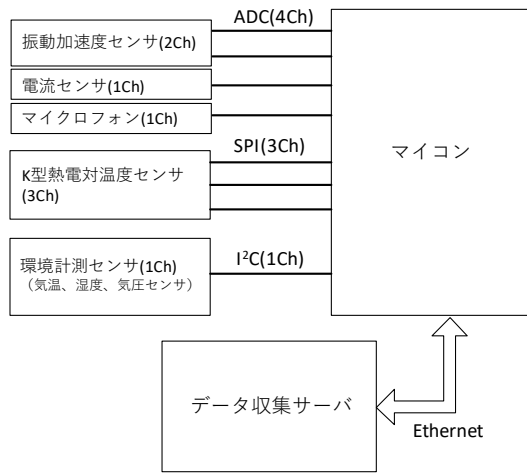 ADC(4Ch)
振動加速度センサ(2Ch)
電流センサ(1Ch)
マイクロフォン(1Ch)
SPI(3Ch)
マイコン
K型熱電対温度センサ
(3Ch)
I²C(1Ch)
環境計測センサ(1Ch)
（気温、湿度、気圧センサ）
データ収集サーバ
Ethernet